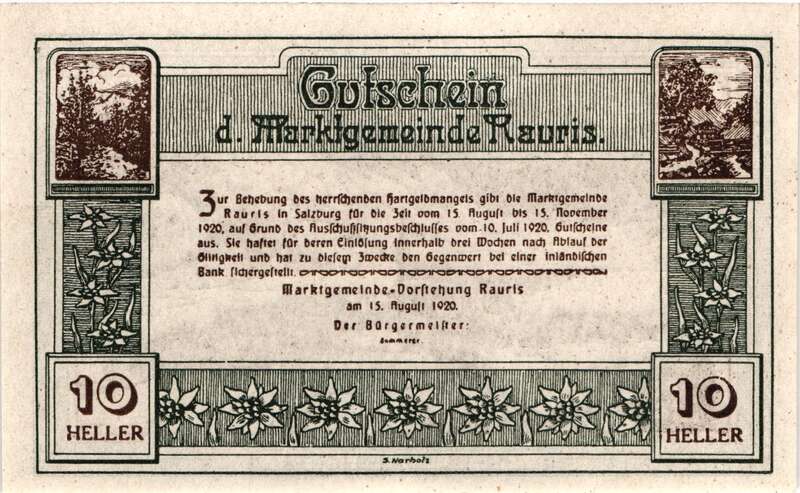 Gutschein
d. Marktgemeinde Rauris.
Zur Behebung des herrschenden Hartgeldmangels gibt die Marktgemeinde
Rauris in Salzburg für die Zeit vom 15. August bis 15. November
1920, auf Grund des Ausschußsitzungsbeschlusses vom 10. Juli 1920, Gutscheine
aus. Sie haftet für deren Einlösung innerhalb drei Wochen nach Ablauf der
Giltigkeit und hat zu diesem Zwecke den Gegenwert bei einer inländischen
Bank sichergestellt.
Marktgemeinde-Vorstehung Rauris
am 15. August 1920.
Der Bürgermeister:
Sommerer.
10 HELLER
10 HELLER
S. Narholz